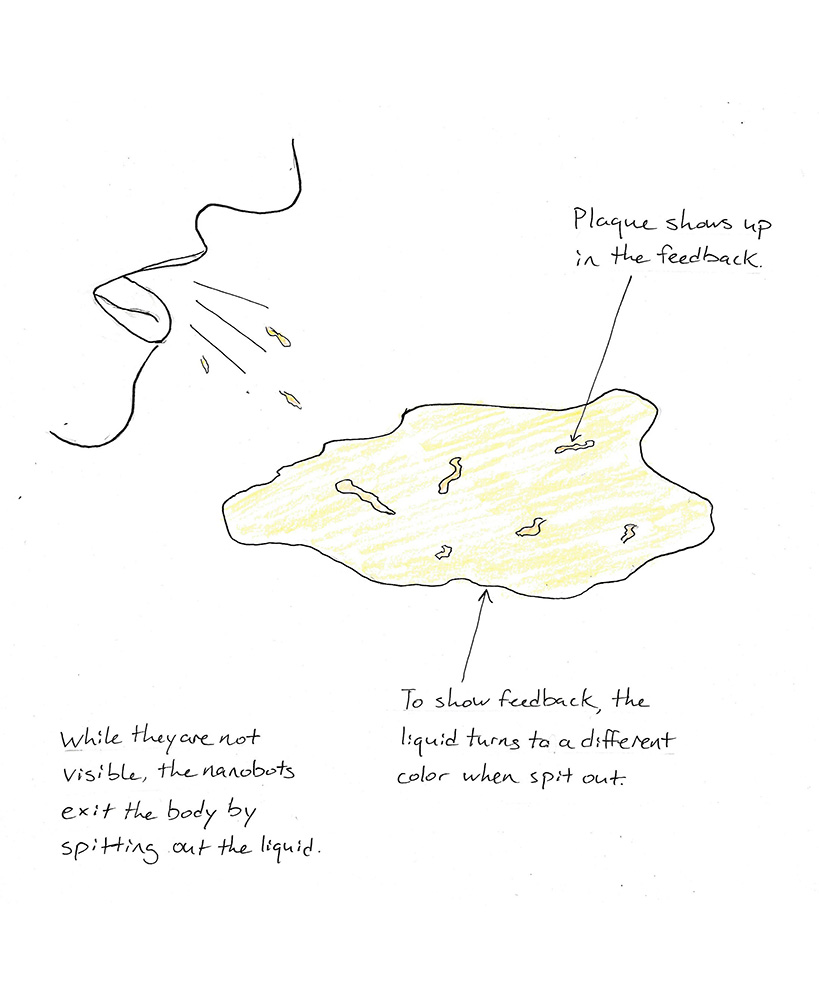 Plaque shows up
in the feedback.
To show feedback, the
liquid turns to a different
color when spit out.
While they are not
visible, the nanobots
exit the body by
spitting out the liquid.